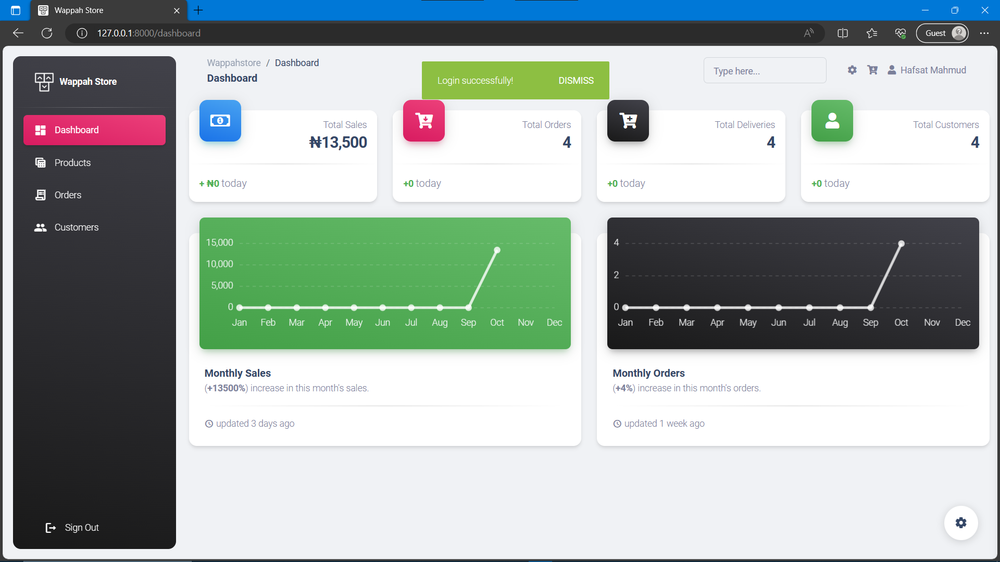 Wappah Store
127.0.0.1:8000/dashboard
Guest
Wappah Store
Dashboard
Products
Orders
Customers
Sign Out
Wappahstore / Dashboard
Dashboard
Login successfully! DISMISS
Type here...
Hafsat Mahmud
Total Sales
₦13,500
+ ₦0 today
Total Orders
4
+0 today
Total Deliveries
4
+0 today
Total Customers
4
+0 today
15,000
10,000
5,000
0
Jan Feb Mar Apr May Jun Jul Aug Sep Oct Nov Dec
Monthly Sales
(+13500%) increase in this month's sales.
updated 3 days ago
4
2
0
Jan Feb Mar Apr May Jun Jul Aug Sep Oct Nov Dec
Monthly Orders
(+4%) increase in this month's orders.
updated 1 week ago